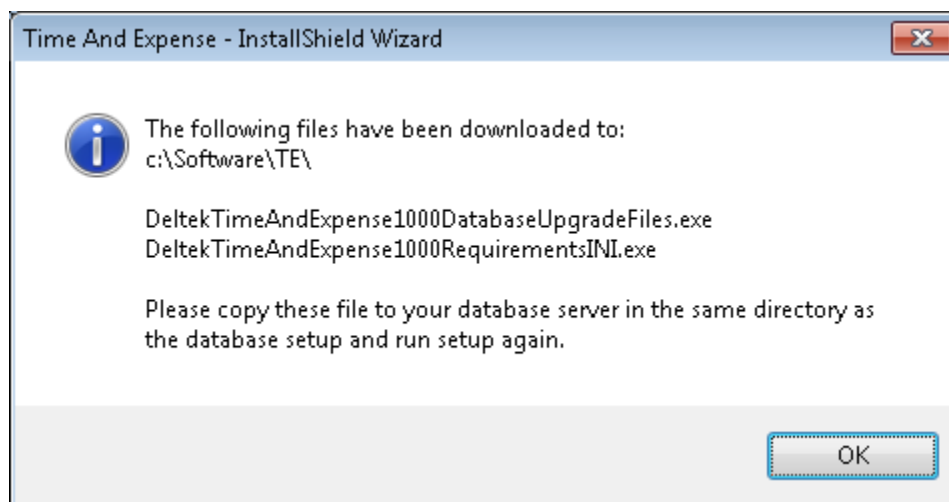 Time And Expense - InstallShield Wizard
The following files have been downloaded to:
c:\Software\TE\
DeltekTimeAndExpense1000DatabaseUpgradeFiles.exe
DeltekTimeAndExpense1000RequirementsINI.exe
Please copy these file to your database server in the same directory as
the database setup and run setup again.
OK